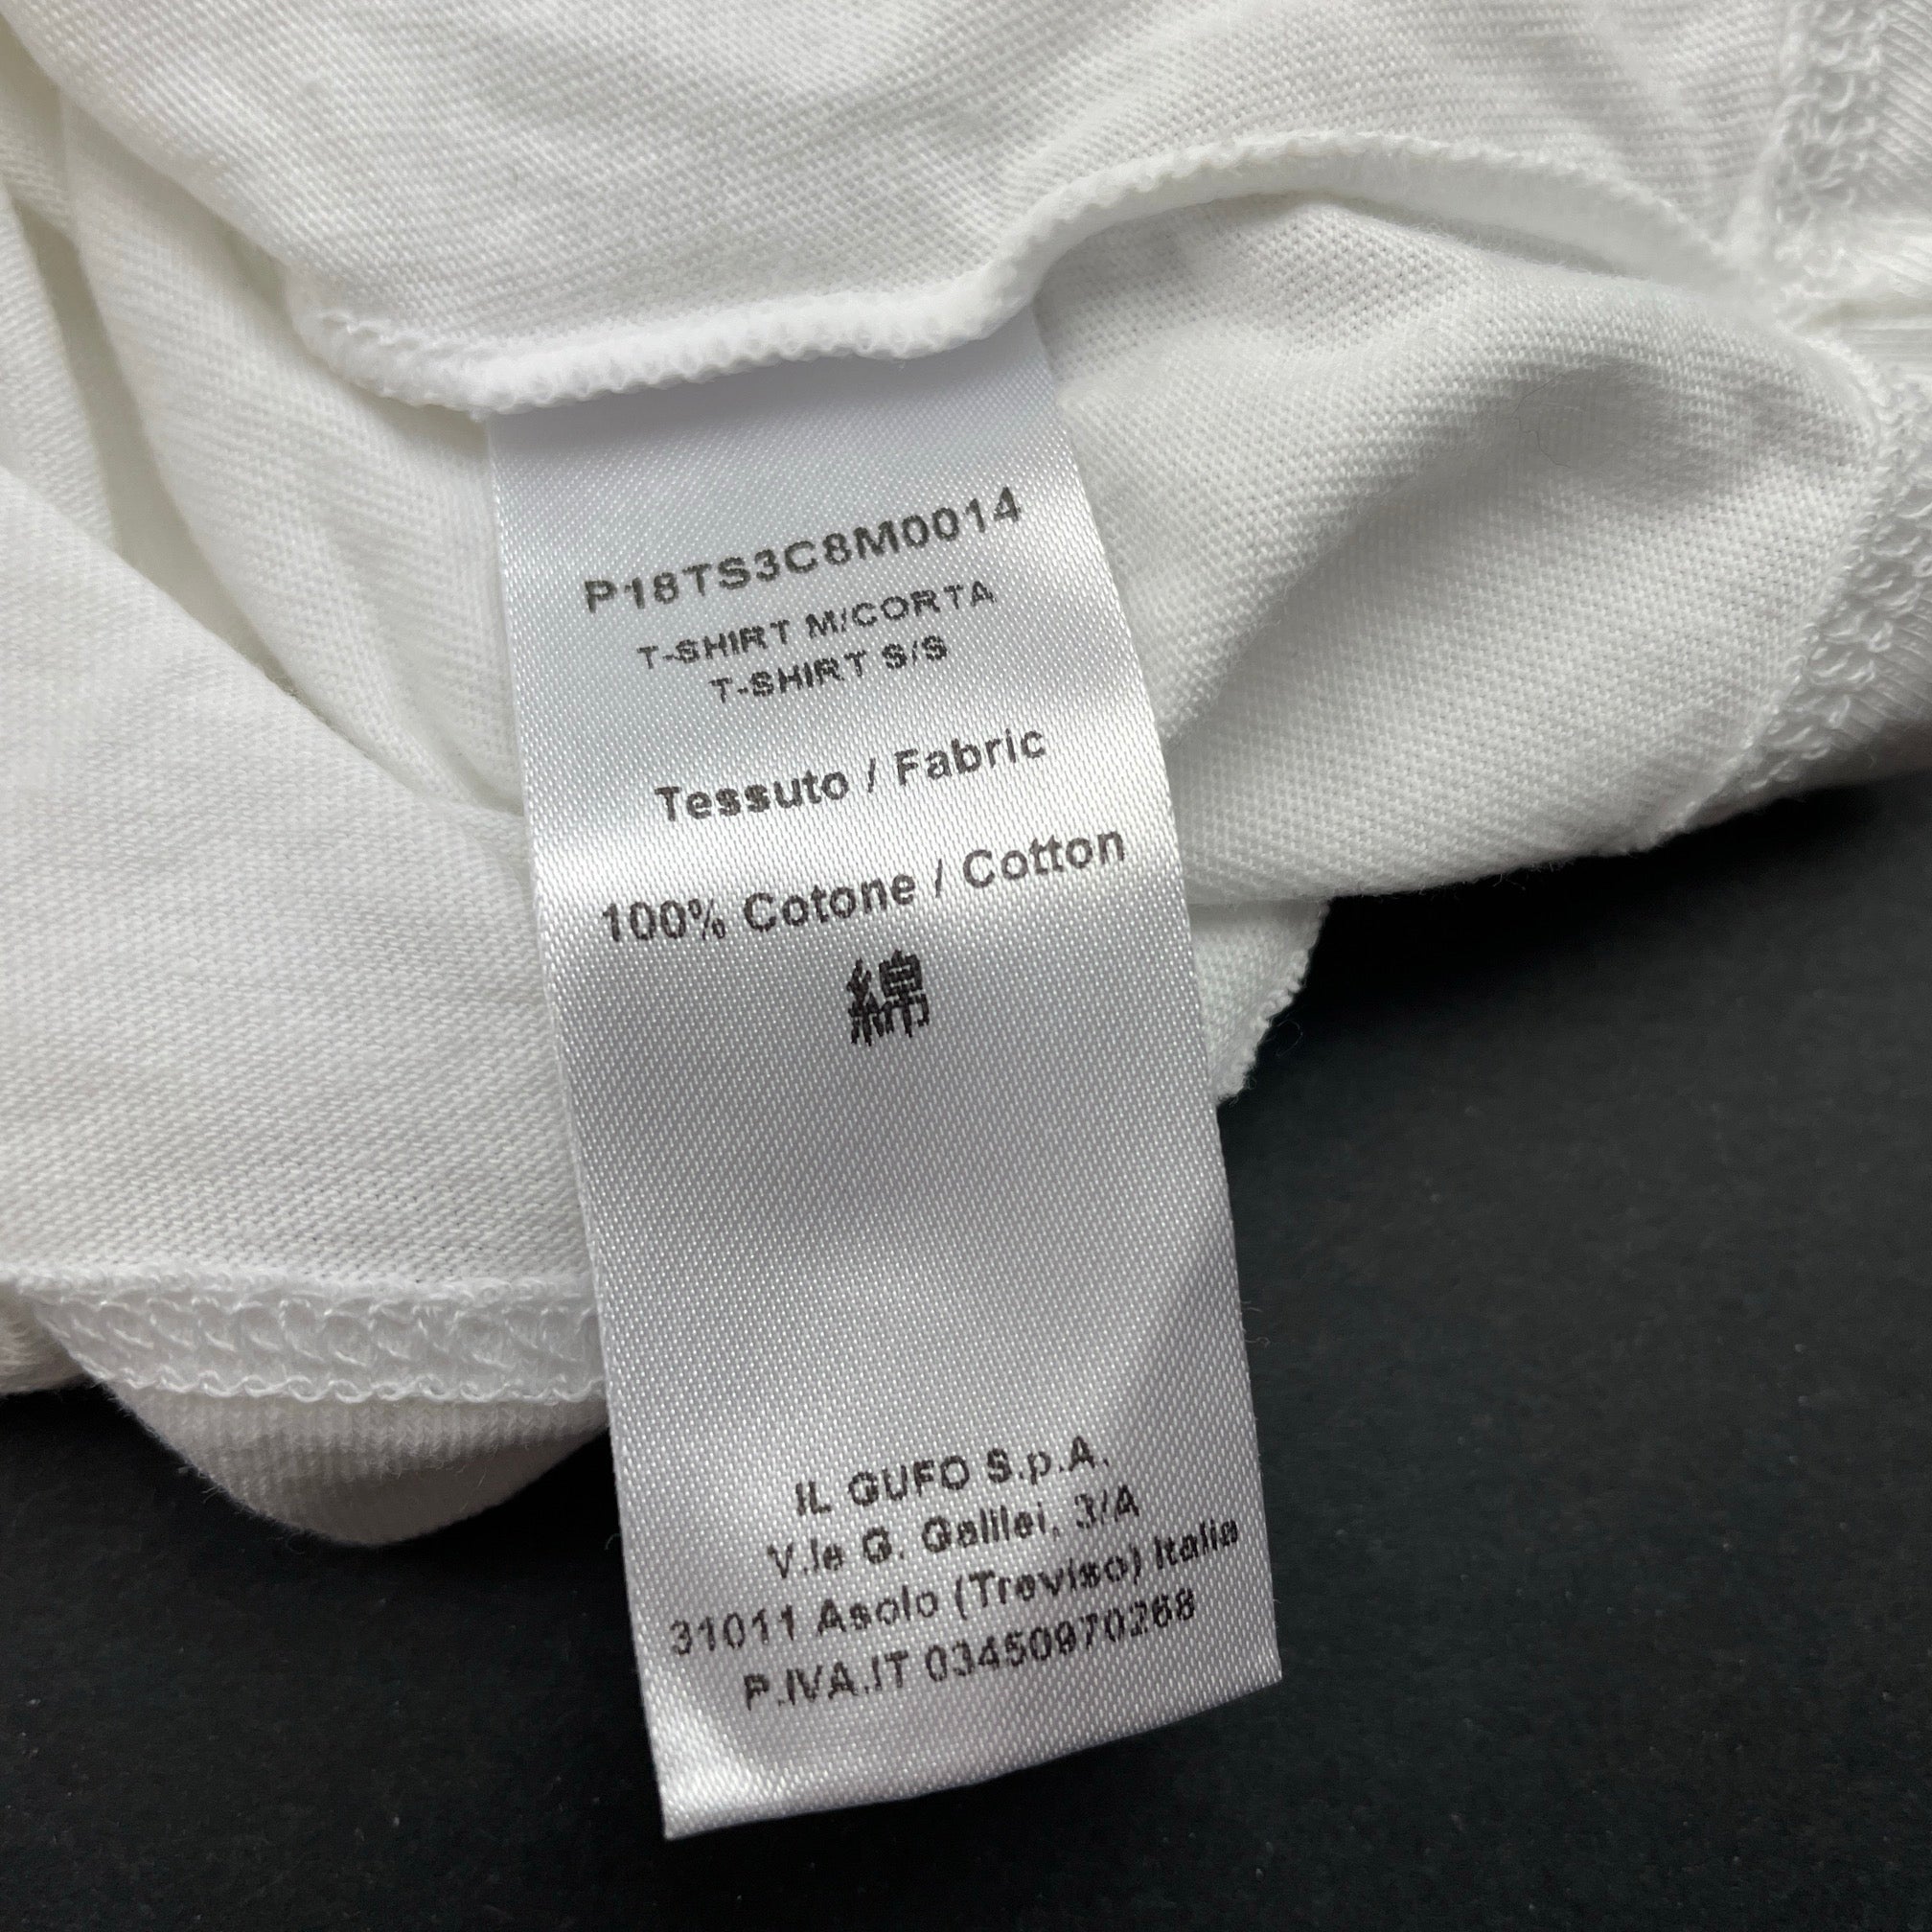 P18TS3C8M0014
T-SHIRT M/CORTA
T-SHIRT S/S
Tessuto / Fabric
100% Cotone / Cotton
綿
IL GUFO S.p.A.
V.le G. Galilei, 3/A
31011 Asolo (Treviso) Italia
P.IVA.IT 03450970268